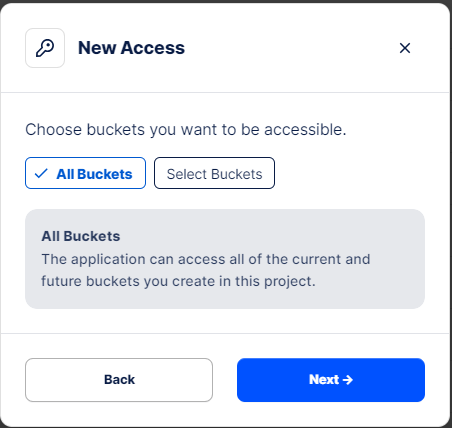 New Access
Choose buckets you want to be accessible.
All Buckets
Select Buckets
All Buckets
The application can access all of the current and
future buckets you create in this project.
Back
Next →